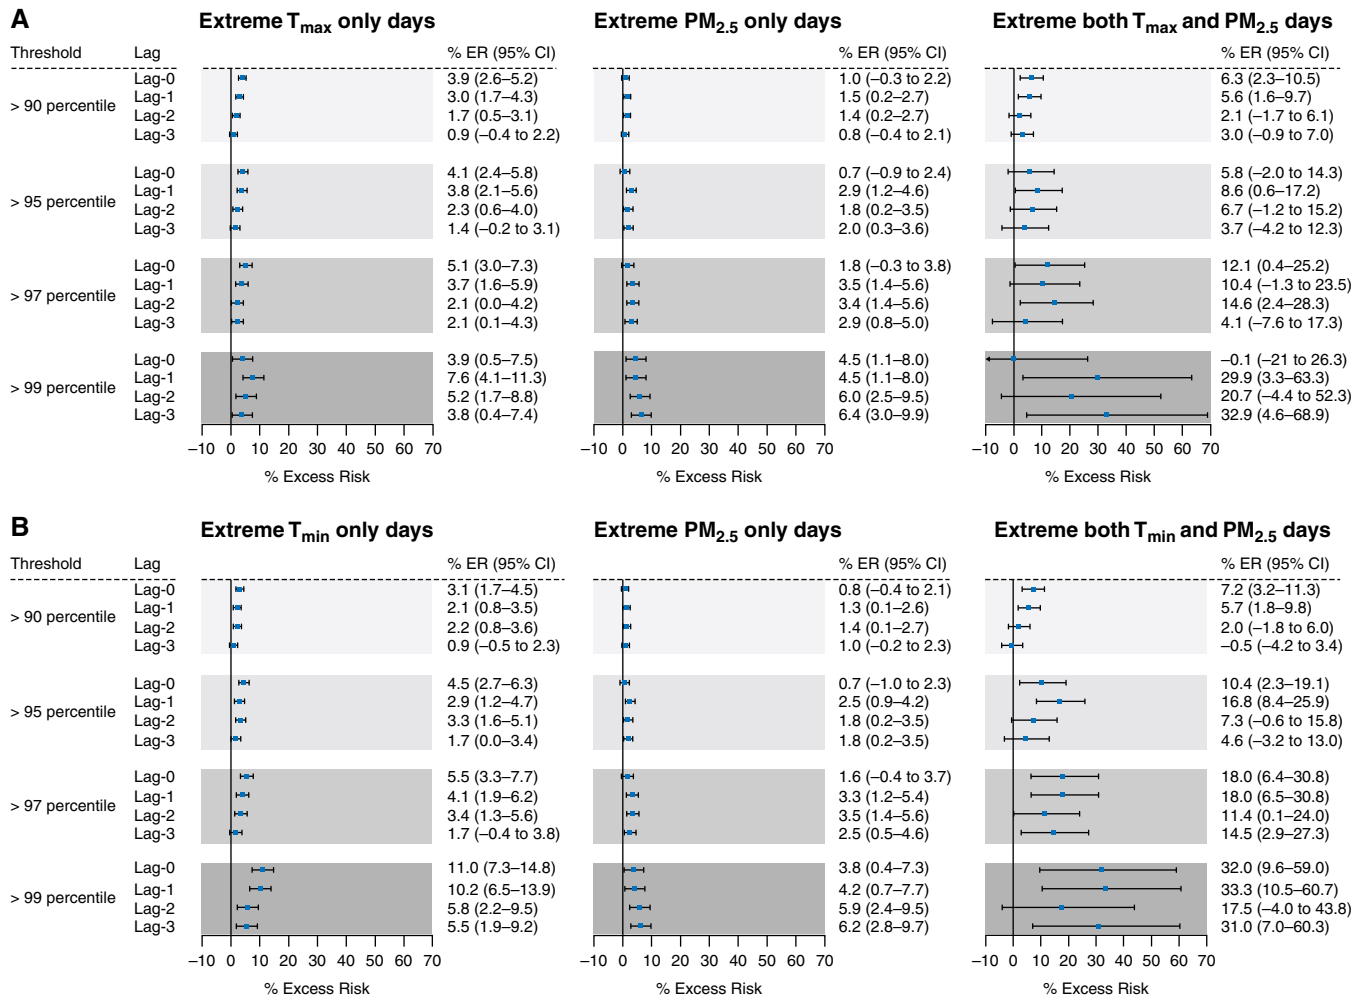 A
Extreme Tmax only days Extreme PM2.5 only days Extreme both Tmax and PM2.5 days
Threshold Lag % ER (95% CI) % ER (95% CI) % ER (95% CI)
> 90 percentile
Lag-0 3.9 (2.6–5.2) 1.0 (−0.3 to 2.2) 6.3 (2.3–10.5)
Lag-1 3.0 (1.7–4.3) 1.5 (0.2–2.7) 5.6 (1.6–9.7)
Lag-2 1.7 (0.5–3.1) 1.4 (0.2–2.7) 2.1 (−1.7 to 6.1)
Lag-3 0.9 (−0.4 to 2.2) 0.8 (−0.4 to 2.1) 3.0 (−0.9 to 7.0)
> 95 percentile
Lag-0 4.1 (2.4–5.8) 0.7 (−0.9 to 2.4) 5.8 (−2.0 to 14.3)
Lag-1 3.8 (2.1–5.6) 2.9 (1.2–4.6) 8.6 (0.6–17.2)
Lag-2 2.3 (0.6–4.0) 1.8 (0.2–3.5) 6.7 (−1.2 to 15.2)
Lag-3 1.4 (−0.2 to 3.1) 2.0 (0.3–3.6) 3.7 (−4.2 to 12.3)
> 97 percentile
Lag-0 5.1 (3.0–7.3) 1.8 (−0.3 to 3.8) 12.1 (0.4–25.2)
Lag-1 3.7 (1.6–5.9) 3.5 (1.4–5.6) 10.4 (−1.3 to 23.5)
Lag-2 2.1 (0.0–4.2) 3.4 (1.4–5.6) 14.6 (2.4–28.3)
Lag-3 2.1 (0.1–4.3) 2.9 (0.8–5.0) 4.1 (−7.6 to 17.3)
> 99 percentile
Lag-0 3.9 (0.5–7.5) 4.5 (1.1–8.0) −0.1 (−21 to 26.3)
Lag-1 7.6 (4.1–11.3) 4.5 (1.1–8.0) 29.9 (3.3–63.3)
Lag-2 5.2 (1.7–8.8) 6.0 (2.5–9.5) 20.7 (−4.4 to 52.3)
Lag-3 3.8 (0.4–7.4) 6.4 (3.0–9.9) 32.9 (4.6–68.9)
−10 0 10 20 30 40 50 60 70 −10 0 10 20 30 40 50 60 70 −10 0 10 20 30 40 50 60 70
% Excess Risk % Excess Risk % Excess Risk
B
Extreme Tmin only days Extreme PM2.5 only days Extreme both Tmin and PM2.5 days
Threshold Lag % ER (95% CI) % ER (95% CI) % ER (95% CI)
> 90 percentile
Lag-0 3.1 (1.7–4.5) 0.8 (−0.4 to 2.1) 7.2 (3.2–11.3)
Lag-1 2.1 (0.8–3.5) 1.3 (0.1–2.6) 5.7 (1.8–9.8)
Lag-2 2.2 (0.8–3.6) 1.4 (0.1–2.7) 2.0 (−1.8 to 6.0)
Lag-3 0.9 (−0.5 to 2.3) 1.0 (−0.2 to 2.3) −0.5 (−4.2 to 3.4)
> 95 percentile
Lag-0 4.5 (2.7–6.3) 0.7 (−1.0 to 2.3) 10.4 (2.3–19.1)
Lag-1 2.9 (1.2–4.7) 2.5 (0.9–4.2) 16.8 (8.4–25.9)
Lag-2 3.3 (1.6–5.1) 1.8 (0.2–3.5) 7.3 (−0.6 to 15.8)
Lag-3 1.7 (0.0–3.4) 1.8 (0.2–3.5) 4.6 (−3.2 to 13.0)
> 97 percentile
Lag-0 5.5 (3.3–7.7) 1.6 (−0.4 to 3.7) 18.0 (6.4–30.8)
Lag-1 4.1 (1.9–6.2) 3.3 (1.2–5.4) 18.0 (6.5–30.8)
Lag-2 3.4 (1.3–5.6) 3.5 (1.4–5.6) 11.4 (0.1–24.0)
Lag-3 1.7 (−0.4 to 3.8) 2.5 (0.5–4.6) 14.5 (2.9–27.3)
> 99 percentile
Lag-0 11.0 (7.3–14.8) 3.8 (0.4–7.3) 32.0 (9.6–59.0)
Lag-1 10.2 (6.5–13.9) 4.2 (0.7–7.7) 33.3 (10.5–60.7)
Lag-2 5.8 (2.2–9.5) 5.9 (2.4–9.5) 17.5 (−4.0 to 43.8)
Lag-3 5.5 (1.9–9.2) 6.2 (2.8–9.7) 31.0 (7.0–60.3)
−10 0 10 20 30 40 50 60 70 −10 0 10 20 30 40 50 60 70 −10 0 10 20 30 40 50 60 70
% Excess Risk % Excess Risk % Excess Risk